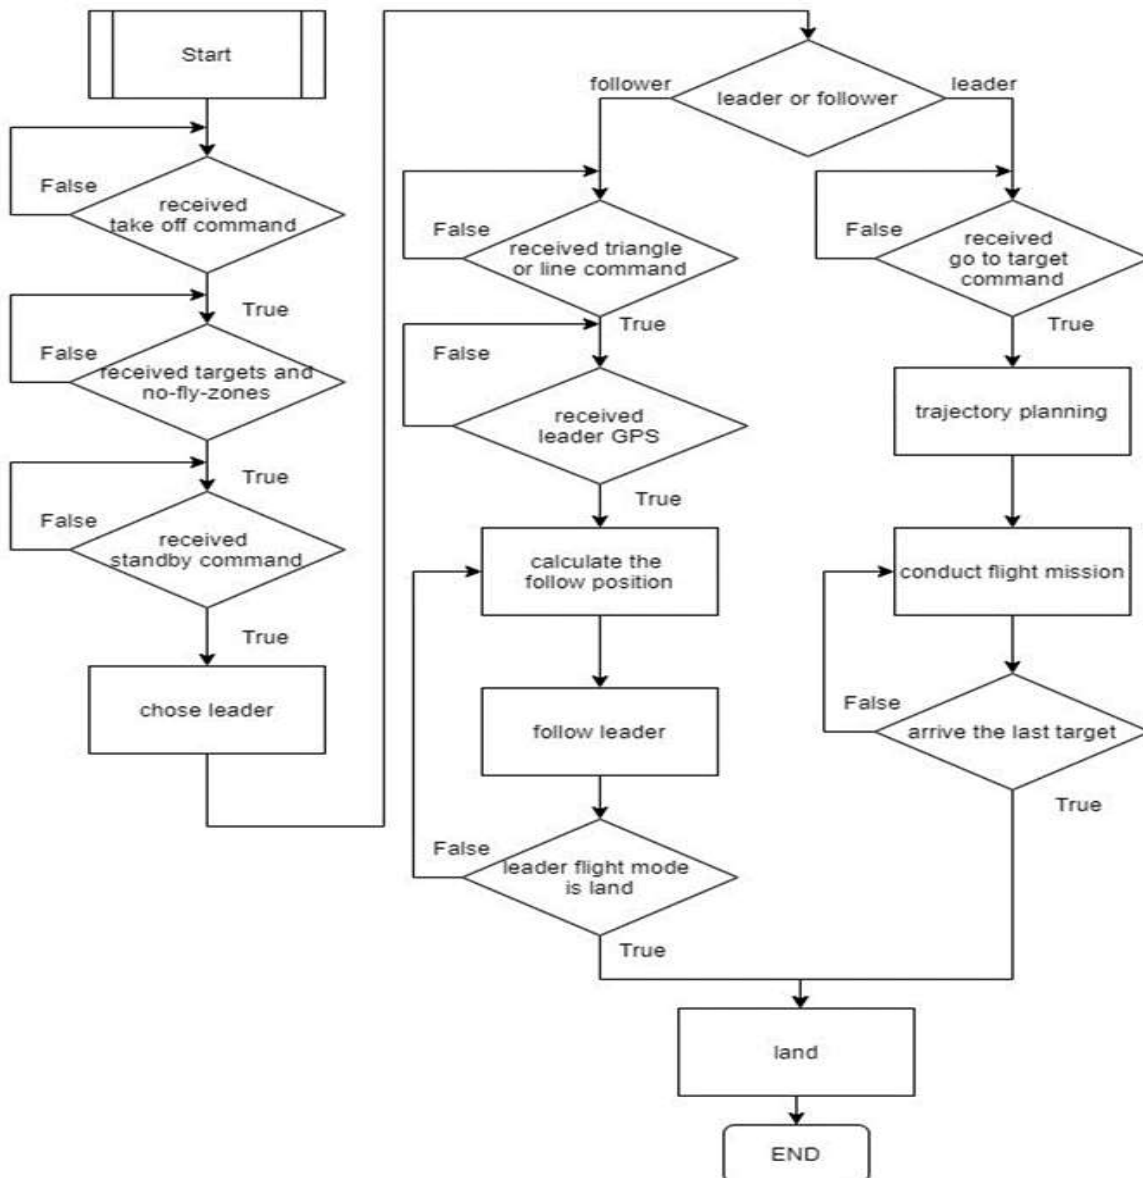 Start
False
received
take off command
True
False
received targets and
no-fly-zones
True
False
received
standby command
True
chose leader
leader or follower
follower
leader
False
received triangle
or line command
True
False
received
leader GPS
True
calculate the
follow position
follow leader
False
leader flight mode
is land
True
False
received
go to target
command
True
trajectory planning
conduct flight mission
False
arrive the last target
True
land
END